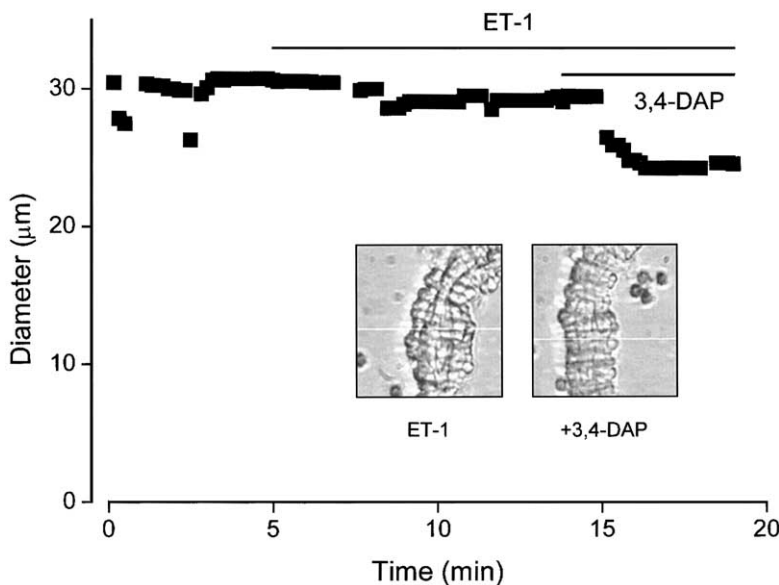 ET-1
3,4-DAP
30
20
10
0
Diameter (μm)
ET-1
+3,4-DAP
0
5
10
15
20
Time (min)